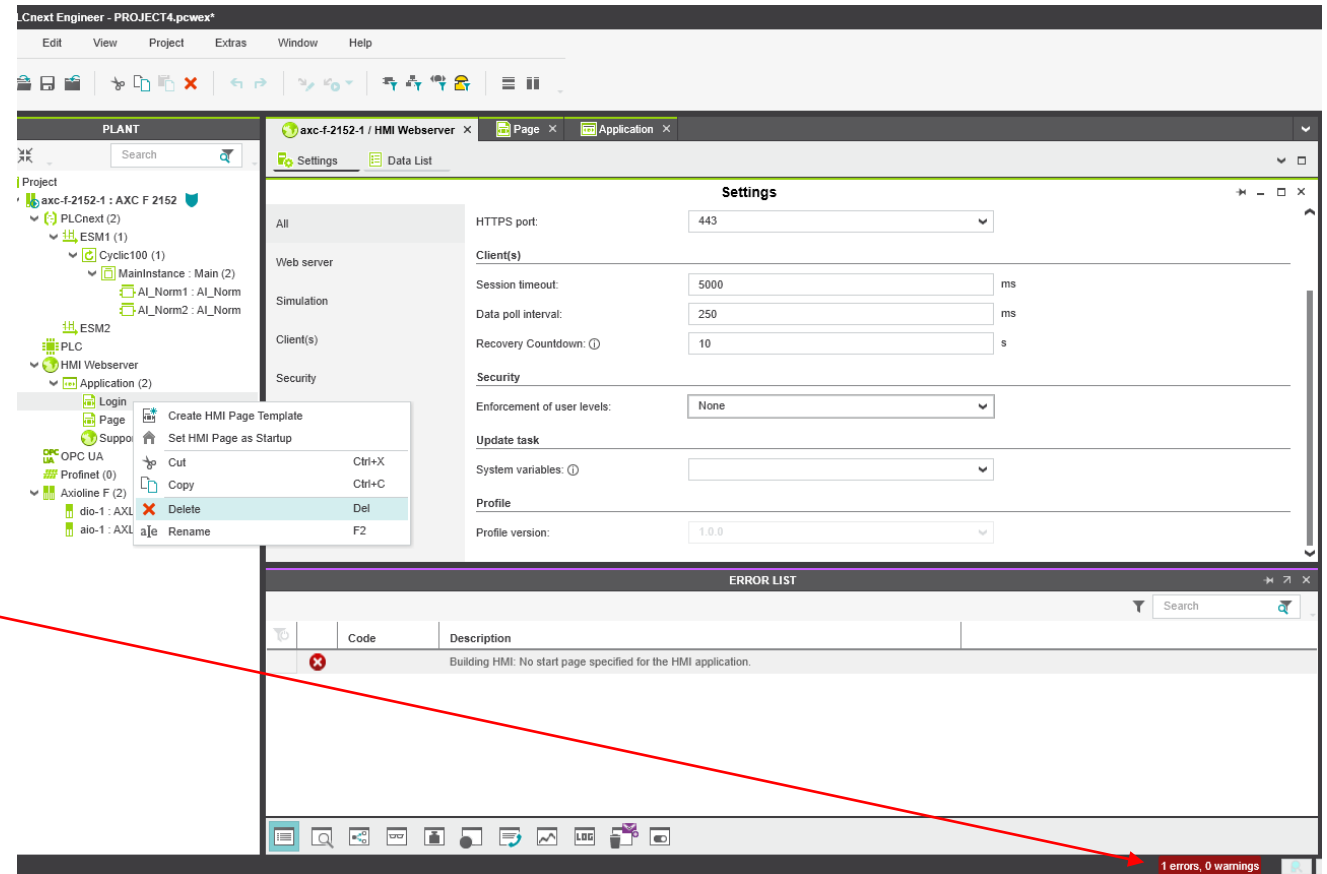 LCnext Engineer - PROJECT4.pcwex*
Edit View Project Extras Window Help
PLANT
Search
Project
axc-f-2152-1 : AXC F 2152
PLCnext (2)
ESM1 (1)
Cyclic100 (1)
MainInstance : Main (2)
AI_Norm1 : AI_Norm
AI_Norm2 : AI_Norm
ESM2
PLC
HMI Webserver
Application (2)
Login
Page
Suppo
OPC UA
OPC UA
Profinet (0)
Axioline F (2)
dio-1 : AXL
aio-1 : AXL
Create HMI Page Template
Set HMI Page as Startup
Cut Ctrl+X
Copy Ctrl+C
Delete Del
aIe Rename F2
axc-f-2152-1 / HMI Webserver Page Application
Settings Data List
Settings
All
Web server
Simulation
Client(s)
Security
HTTPS port: 443
Client(s)
Session timeout: 5000 ms
Data poll interval: 250 ms
Recovery Countdown: 10 s
Security
Enforcement of user levels: None
Update task
System variables:
Profile
Profile version: 1.0.0
ERROR LIST
Search
Code Description
Building HMI: No start page specified for the HMI application.
LOG
1 errors, 0 warnings